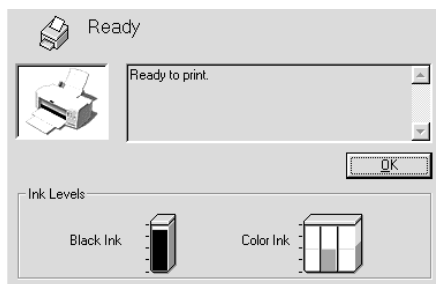 Ready
Ready to print.
OK
Ink Levels
Black Ink
Color Ink